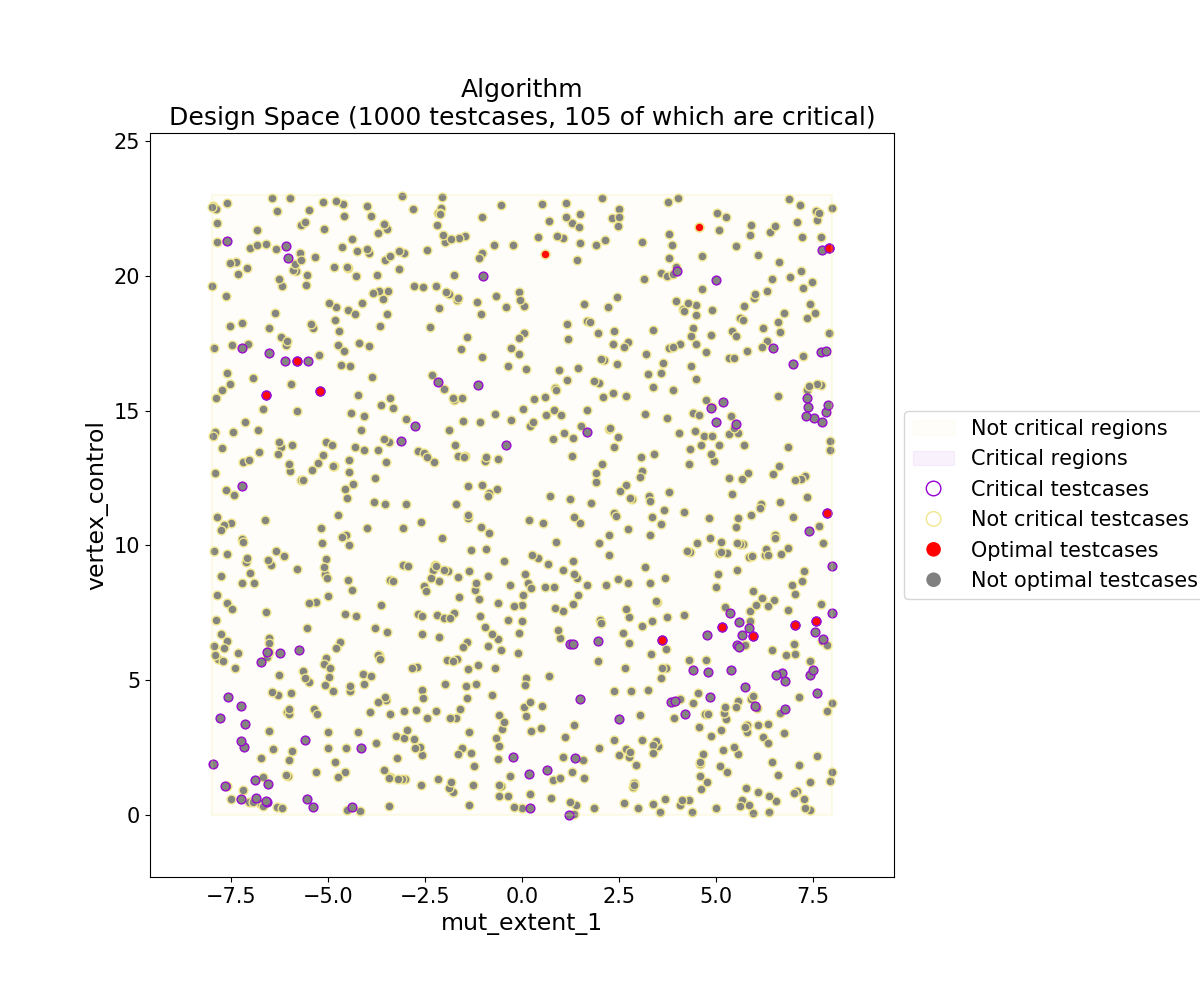 Algorithm
Design Space (1000 testcases, 105 of which are critical)
25
20
15
10
5
0
vertex_control
−7.5
−5.0
−2.5
0.0
2.5
5.0
7.5
mut_extent_1
Not critical regions
Critical regions
Critical testcases
Not critical testcases
Optimal testcases
Not optimal testcases